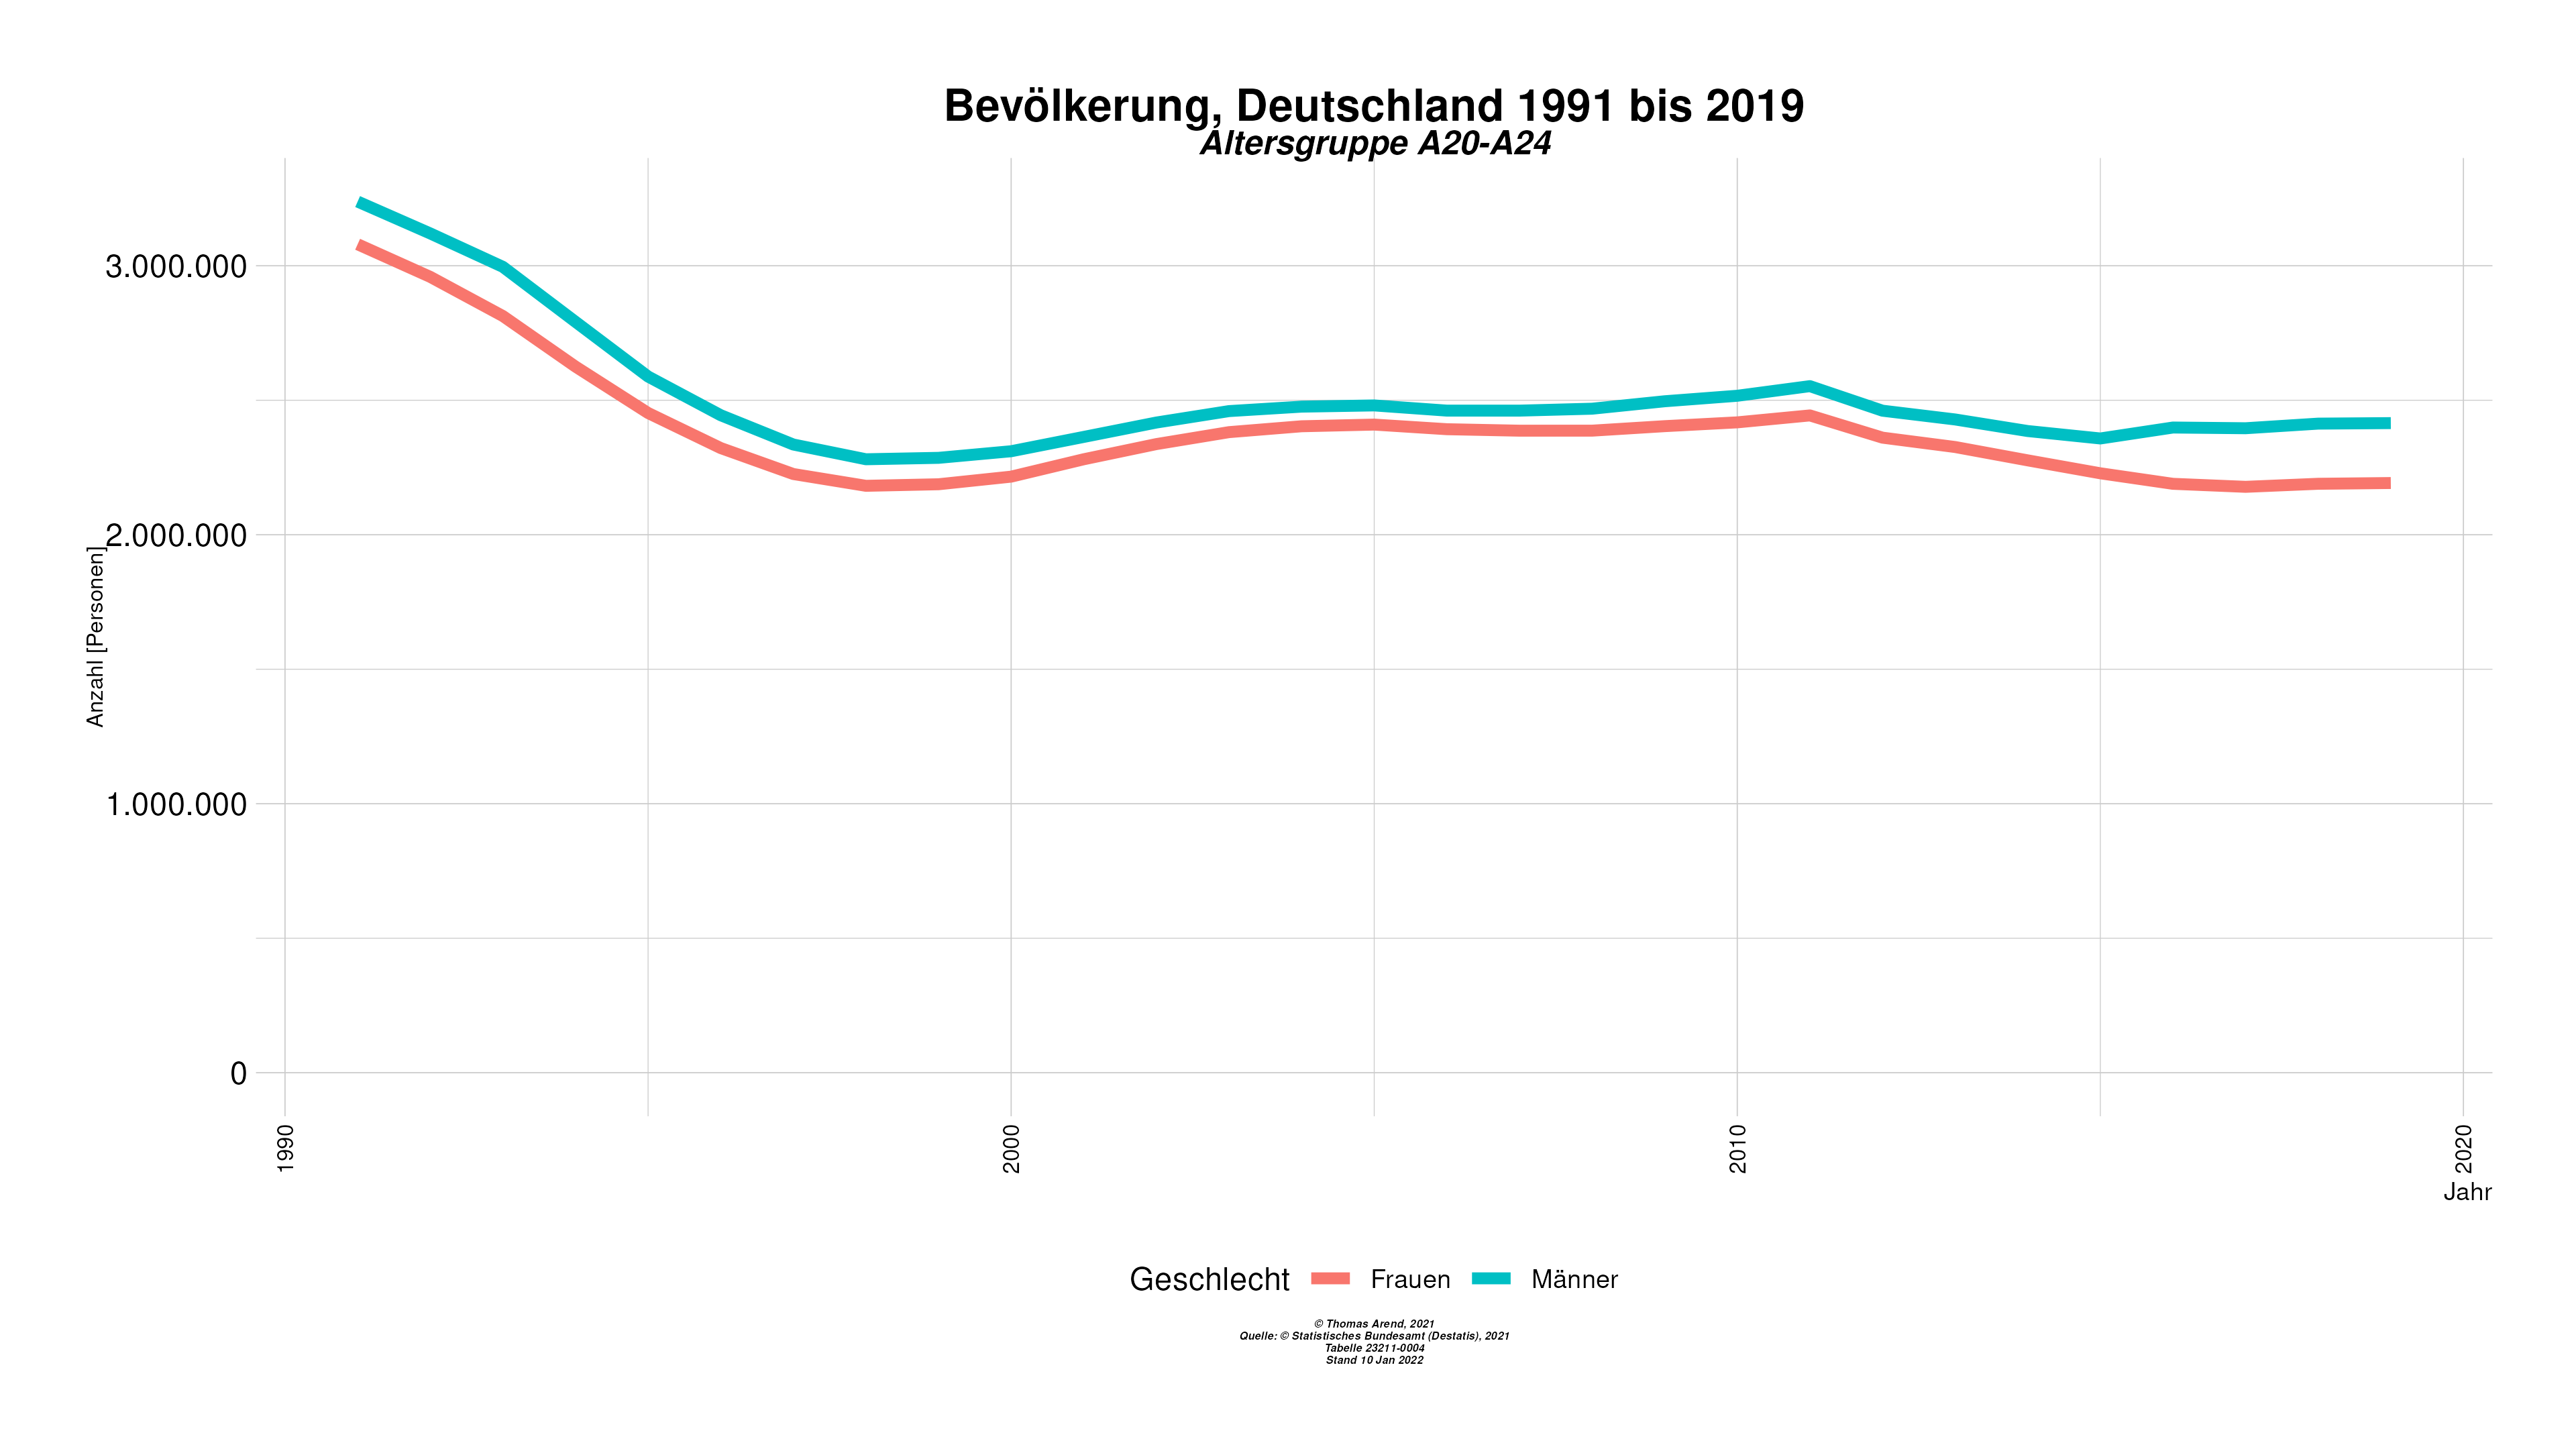 Bevölkerung, Deutschland 1991 bis 2019
Altersgruppe A20-A24
Anzahl [Personen]
3.000.000
2.000.000
1.000.000
0
1990
2000
2010
2020
Jahr
Geschlecht Frauen Männer
© Thomas Arend, 2021
Quelle: © Statistisches Bundesamt (Destatis), 2021
Tabelle 23211-0004
Stand 10 Jan 2022